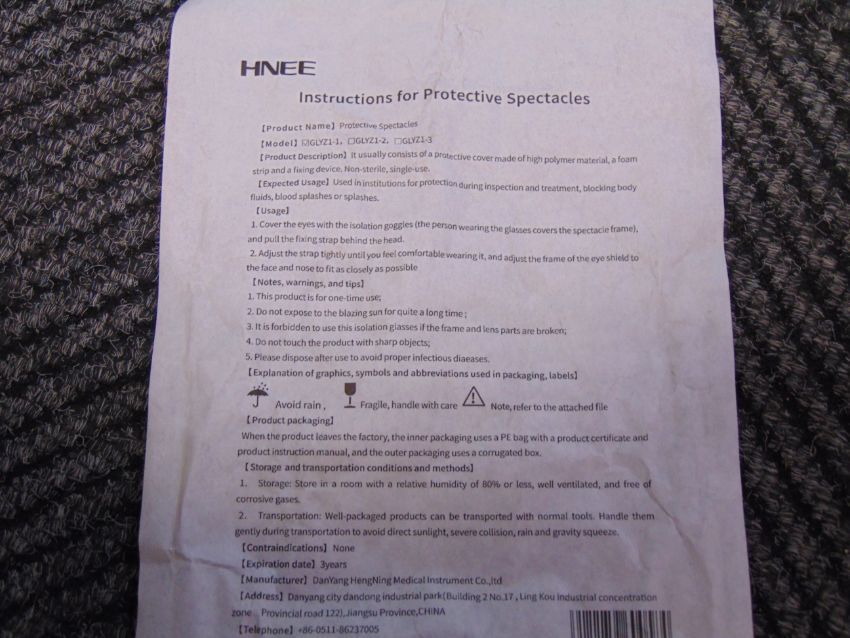 HNEE
Instructions for Protective Spectacles
【Product Name】Protective Spectacles
【Model】☑GLYZ1-1, ☐GLYZ1-2, ☐GLYZ1-3
【Product Description】It usually consists of a protective cover made of high polymer material, a foam
strip and a fixing device. Non-sterile, single-use.
【Expected Usage】Used in institutions for protection during inspection and treatment, blocking body
fluids, blood splashes or splashes.
【Usage】
1. Cover the eyes with the isolation goggles (the person wearing the glasses covers the spectacle frame),
and pull the fixing strap behind the head.
2. Adjust the strap tightly until you feel comfortable wearing it, and adjust the frame of the eye shield to
the face and nose to fit as closely as possible
【Notes, warnings, and tips】
1. This product is for one-time use;
2. Do not expose to the blazing sun for quite a long time ;
3. It is forbidden to use this isolation glasses if the frame and lens parts are broken;
4. Do not touch the product with sharp objects;
5. Please dispose after use to avoid proper infectious diaeases.
【Explanation of graphics, symbols and abbreviations used in packaging, labels】
Avoid rain , Fragile, handle with care Note, refer to the attached file
【Product packaging】
When the product leaves the factory, the inner packaging uses a PE bag with a product certificate and
product instruction manual, and the outer packaging uses a corrugated box.
【Storage and transportation conditions and methods】
1. Storage: Store in a room with a relative humidity of 80% or less, well ventilated, and free of
corrosive gases.
2. Transportation: Well-packaged products can be transported with normal tools. Handle them
gently during transportation to avoid direct sunlight, severe collision, rain and gravity squeeze.
【Contraindications】None
【Expiration date】3years
【Manufacturer】DanYang HengNing Medical Instrument Co.,ltd
【Address】Danyang city dandong industrial park(Building 2 No.17 , Ling Kou Industrial concentration
zone Provincial road 122),Jiangsu Province,CHINA
【Telephone】+86-0511-86237005